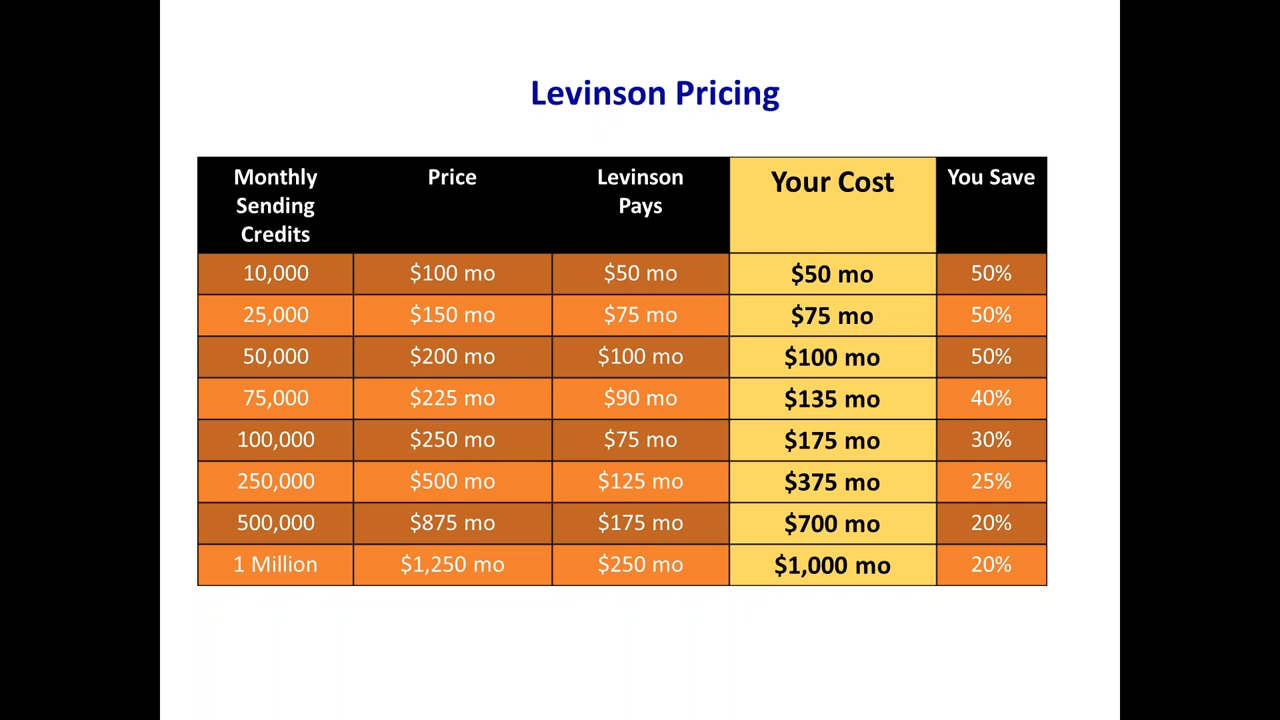 Levinson Pricing
Monthly Sending Credits Price Levinson Pays Your Cost You Save
10,000 $100 mo $50 mo $50 mo 50%
25,000 $150 mo $75 mo $75 mo 50%
50,000 $200 mo $100 mo $100 mo 50%
75,000 $225 mo $90 mo $135 mo 40%
100,000 $250 mo $75 mo $175 mo 30%
250,000 $500 mo $125 mo $375 mo 25%
500,000 $875 mo $175 mo $700 mo 20%
1 Million $1,250 mo $250 mo $1,000 mo 20%